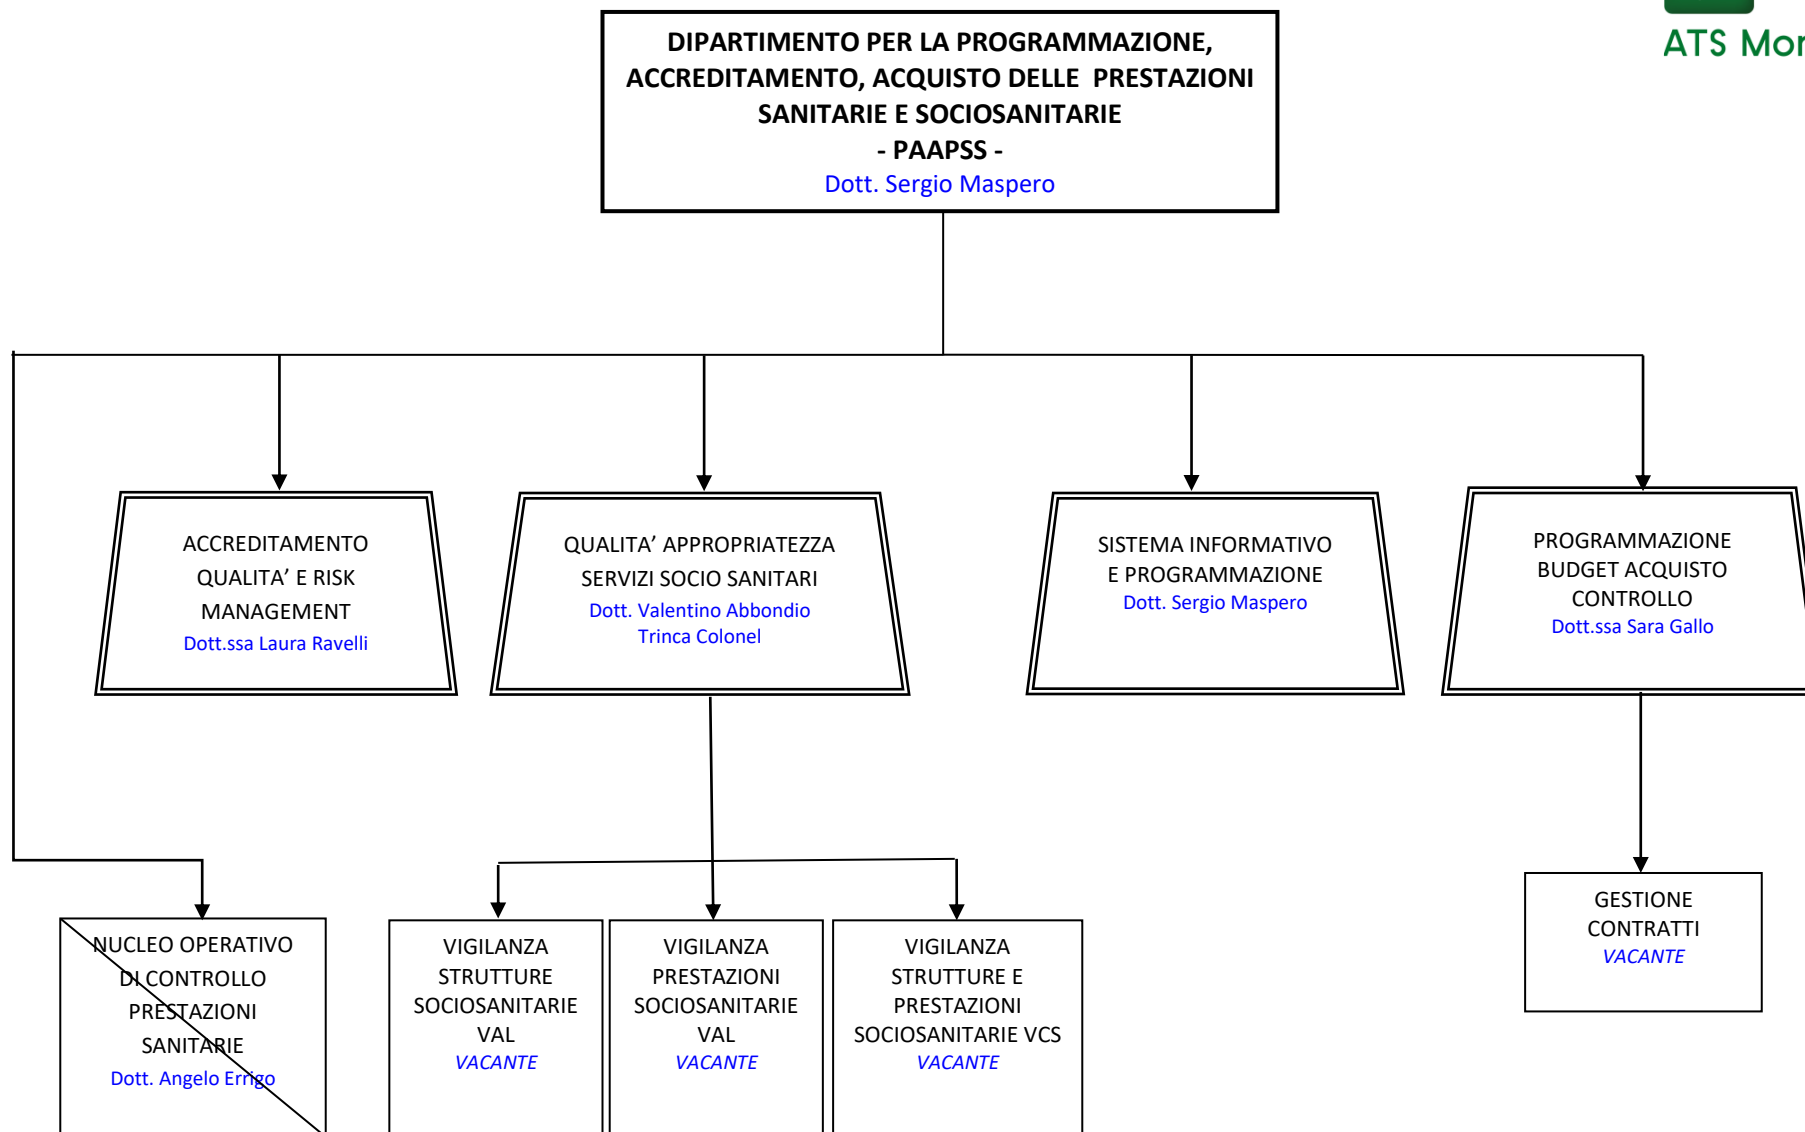 DIPARTIMENTO PER LA PROGRAMMAZIONE,
ACCREDITAMENTO, ACQUISTO DELLE PRESTAZIONI
SANITARIE E SOCIOSANITARIE
- PAAPSS -
Dott. Sergio Maspero
ATS
ACCREDITAMENTO
QUALITA’ E RISK
MANAGEMENT
Dott.ssa Laura Ravelli
QUALITA’ APPROPRIATEZZA
SERVIZI SOCIO SANITARI
Dott. Valentino Abbondio
Trinca Colonel
SISTEMA INFORMATIVO
E PROGRAMMAZIONE
Dott. Sergio Maspero
PROGRAMMAZIONE
BUDGET ACQUISTO
CONTROLLO
Dott.ssa Sara Gallo
NUCLEO OPERATIVO
DI CONTROLLO
PRESTAZIONI
SANITARIE
Dott. Angelo Errigo
VIGILANZA
STRUTTURE
SOCIOSANITARIE
VAL
VACANTE
VIGILANZA
PRESTAZIONI
SOCIOSANITARIE
VAL
VACANTE
VIGILANZA
STRUTTURE E
PRESTAZIONI
SOCIOSANITARIE VCS
VACANTE
GESTIONE
CONTRATTI
VACANTE